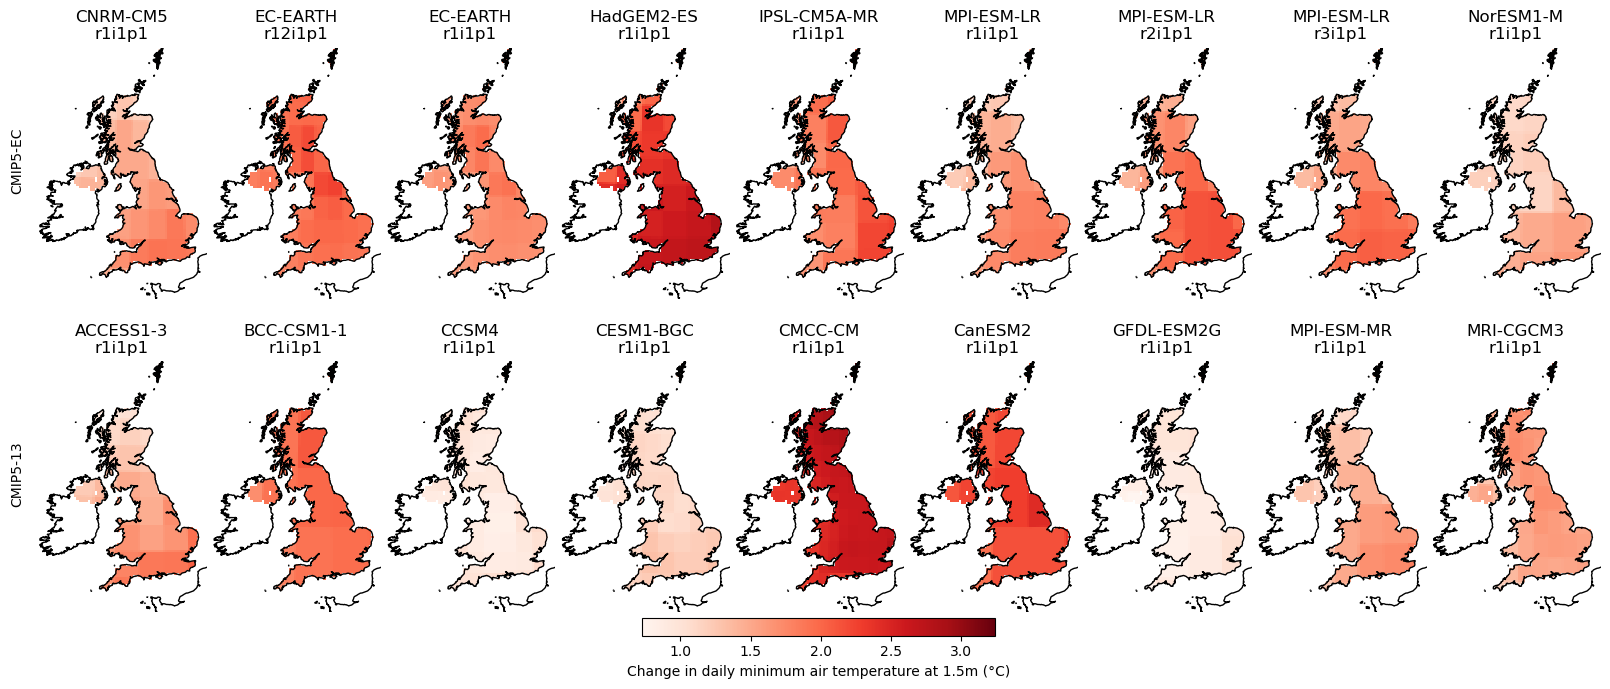 CNRM-CM5
r1i1p1
EC-EARTH
r12i1p1
EC-EARTH
r1i1p1
HadGEM2-ES
r1i1p1
IPSL-CM5A-MR
r1i1p1
MPI-ESM-LR
r1i1p1
MPI-ESM-LR
r2i1p1
MPI-ESM-LR
r3i1p1
NorESM1-M
r1i1p1
CMIP5-EC
ACCESS1-3
r1i1p1
BCC-CSM1-1
r1i1p1
CCSM4
r1i1p1
CESM1-BGC
r1i1p1
CMCC-CM
r1i1p1
CanESM2
r1i1p1
GFDL-ESM2G
r1i1p1
MPI-ESM-MR
r1i1p1
MRI-CGCM3
r1i1p1
CMIP5-13
1.0 1.5 2.0 2.5 3.0
Change in daily minimum air temperature at 1.5m (°C)